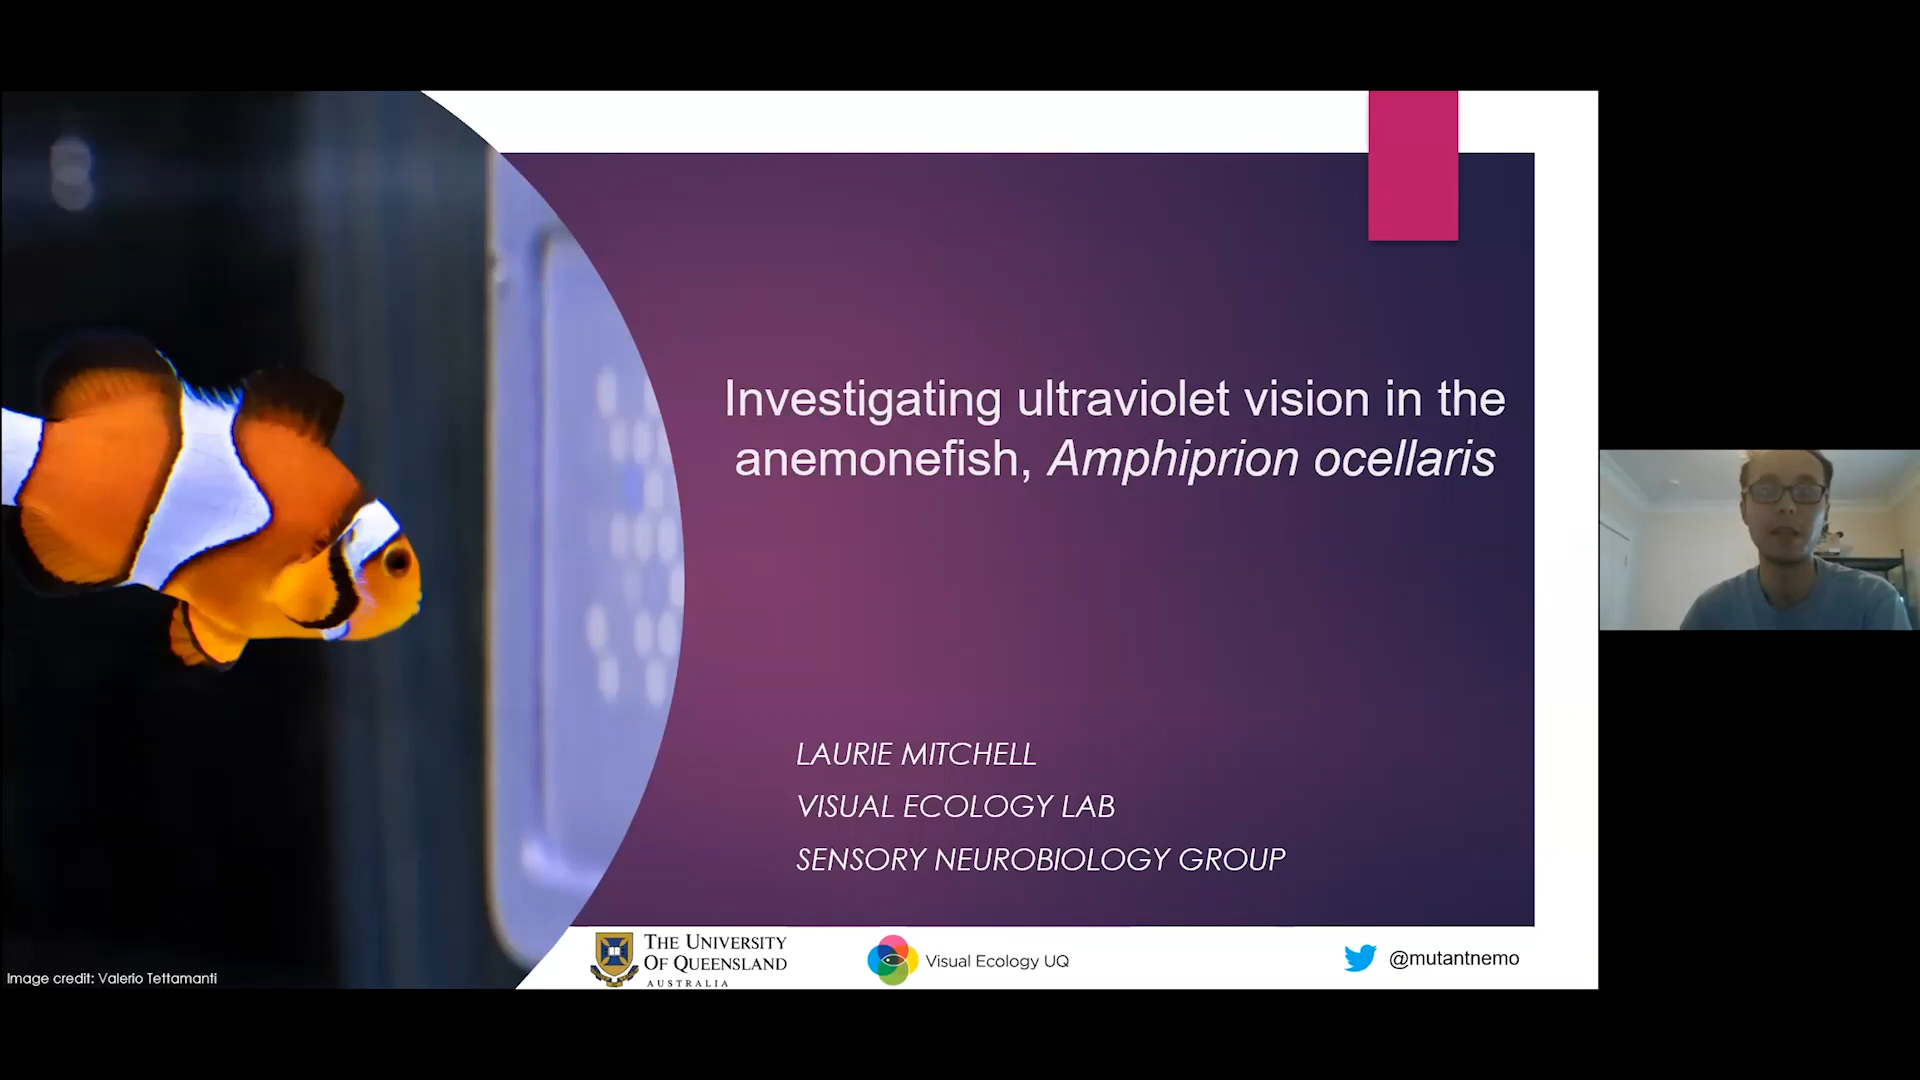 Investigating ultraviolet vision in the
anemonefish, Amphiprion ocellaris
LAURIE MITCHELL
VISUAL ECOLOGY LAB
SENSORY NEUROBIOLOGY GROUP
THE UNIVERSITY
OF QUEENSLAND
AUSTRALIA
Visual Ecology UQ
@mutantnemo
Image credit: Valerio Tettamanti